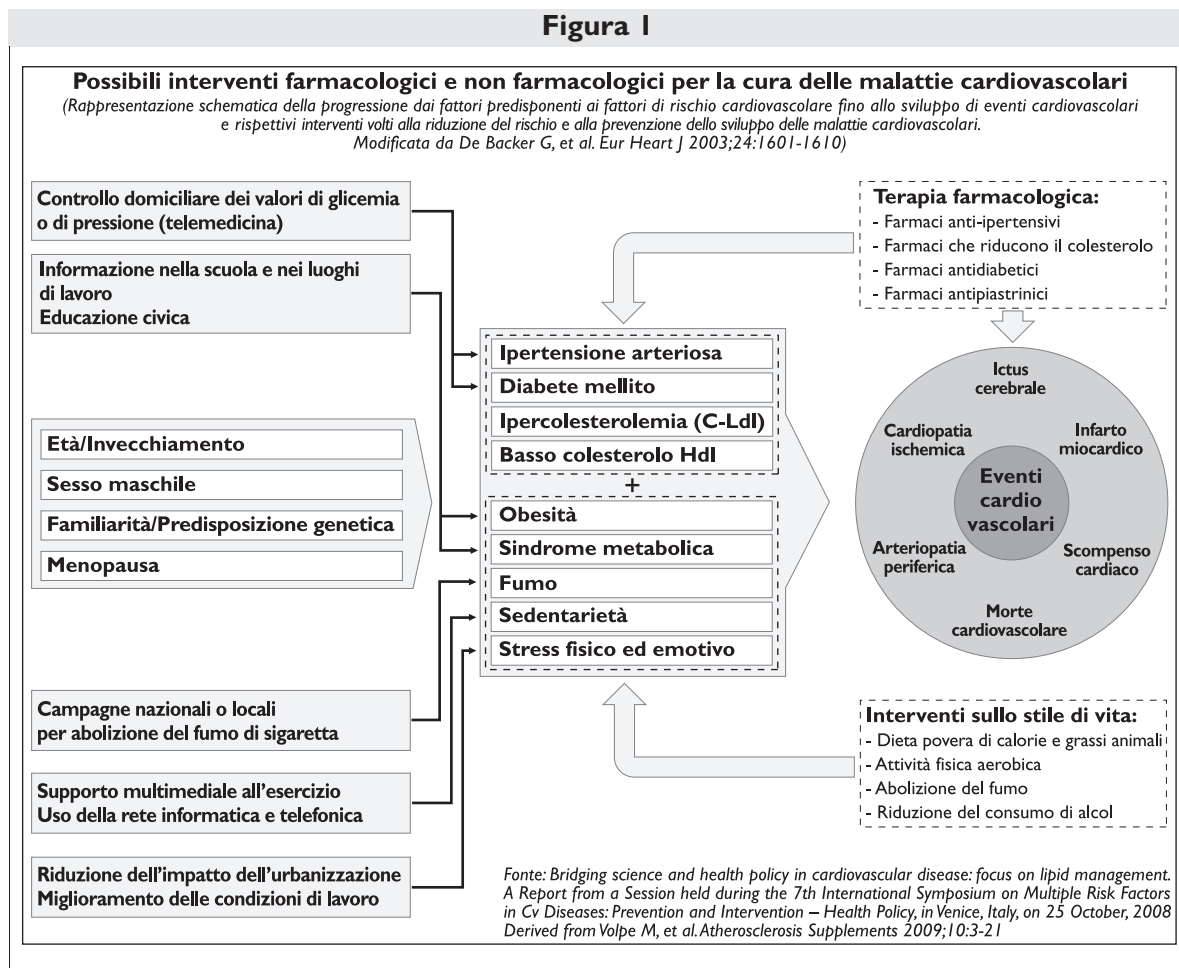 Figura 1
Possibili interventi farmacologici e non farmacologici per la cura delle malattie cardiovascolari
(Rappresentazione schematica della progressione dai fattori predisponenti ai fattori di rischio cardiovascolare fino allo sviluppo di eventi cardiovascolari
e rispettivi interventi volti alla riduzione del rischio e alla prevenzione dello sviluppo delle malattie cardiovascolari.
Modificata da De Backer G, et al. Eur Heart J 2003;24:1601-1610)
Controllo domiciliare dei valori di glicemia
o di pressione (telemedicina)
Informazione nella scuola e nei luoghi
di lavoro
Educazione civica
Età/Invecchiamento
Sesso maschile
Familiarità/Predisposizione genetica
Menopausa
Campagne nazionali o locali
per abolizione del fumo di sigaretta
Supporto multimediale all'esercizio
Uso della rete informatica e telefonica
Riduzione dell'impatto dell'urbanizzazione
Miglioramento delle condizioni di lavoro
Ipertensione arteriosa
Diabete mellito
Ipercolesterolemia (C-Ldl)
Basso colesterolo Hdl
+
Obesità
Sindrome metabolica
Fumo
Sedentarietà
Stress fisico ed emotivo
Terapia farmacologica:
- Farmaci anti-ipertensivi
- Farmaci che riducono il colesterolo
- Farmaci antidiabetici
- Farmaci antipiastrinici
Ictus
cerebrale
Cardiopatia
ischemica
Infarto
miocardico
Eventi
cardio
vascolari
Arteriopatia
periferica
Scompenso
cardiaco
Morte
cardiovascolare
Interventi sullo stile di vita:
- Dieta povera di calorie e grassi animali
- Attività fisica aerobica
- Abolizione del fumo
- Riduzione del consumo di alcol
Fonte: Bridging science and health policy in cardiovascular disease: focus on lipid management.
A Report from a Session held during the 7th International Symposium on Multiple Risk Factors
in Cv Diseases: Prevention and Intervention – Health Policy, in Venice, Italy, on 25 October, 2008
Derived from Volpe M, et al. Atherosclerosis Supplements 2009;10:3-21